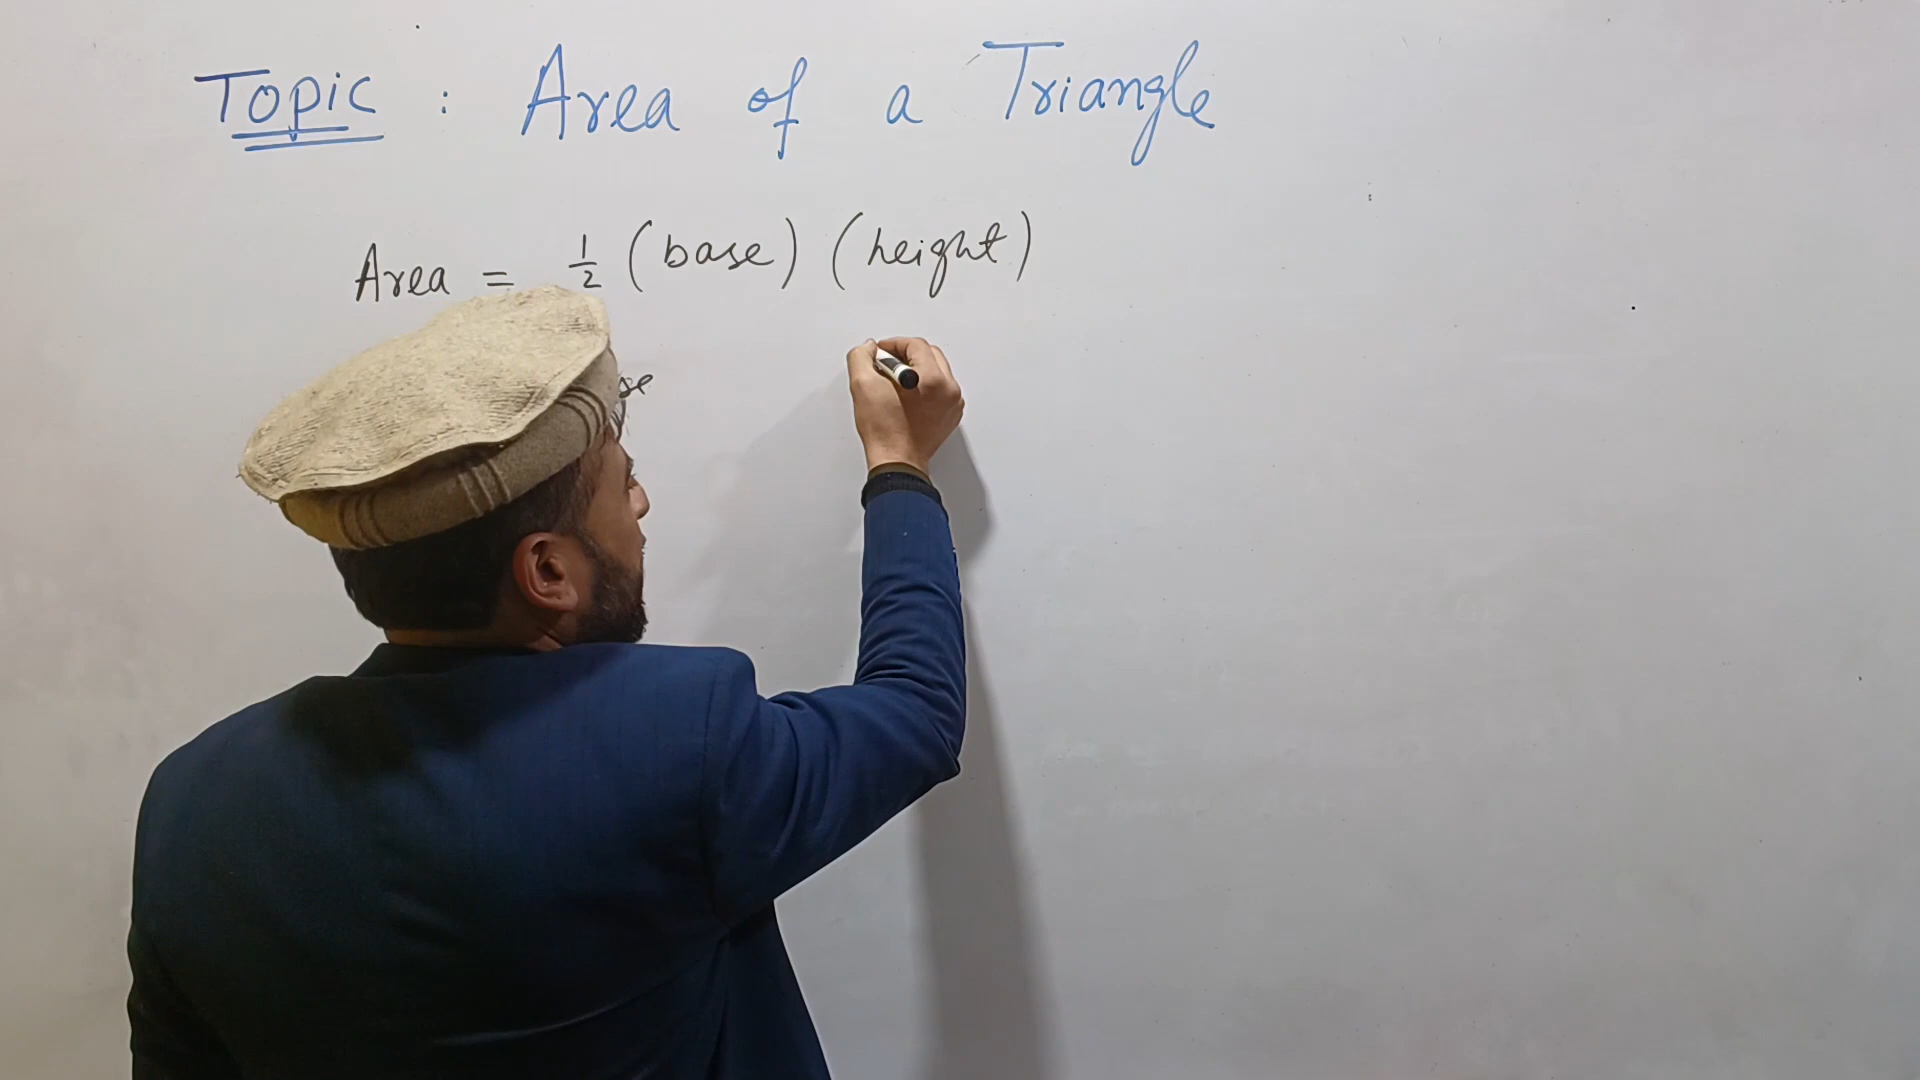 Topic : Area of a Triangle
Area = 1/2 (base) (height)